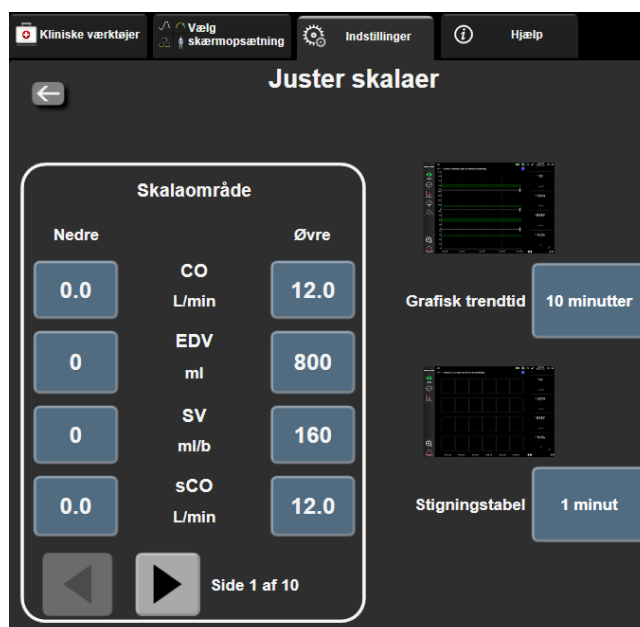 Kliniske værktøjer
Vælg
skærmopsætning
Indstillinger
Hjælp
Juster skalaer
Skalaområde
Nedre
Øvre
0.0
CO
L/min
12.0
0
EDV
ml
800
0
SV
ml/b
160
0.0
sCO
L/min
12.0
Side 1 af 10
Grafisk trendtid
10 minutter
Stigningstabel
1 minut